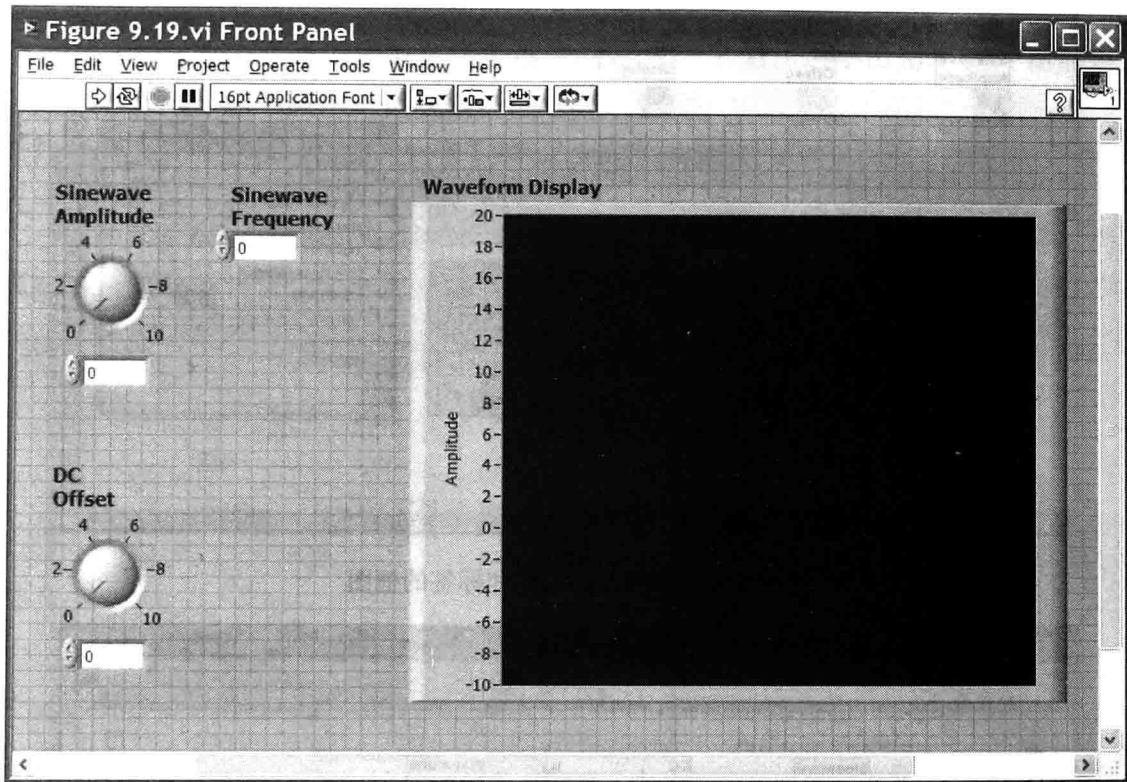 Figure 9.19.vi Front Panel
File Edit View Project Operate Tools Window Help
16pt Application Font
?
1
Sinewave
Amplitude
4 6
2 8
0 10
0
Sinewave
Frequency
0
DC
Offset
4 6
2 8
0 10
0
Waveform Display
Amplitude
20
18
16
14
12
10
8
6
4
2
0
-2
-4
-6
-8
-10